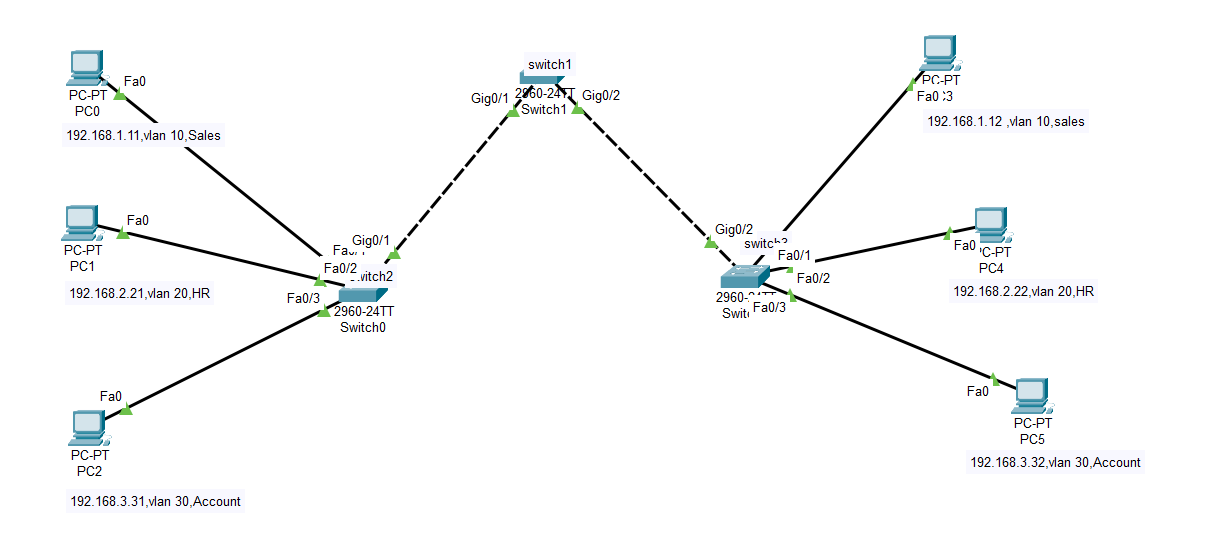 switch1
2960-24TT
Switch1
Gig0/1
Gig0/2
Fa0
PC-PT
PC0
192.168.1.11,vlan 10,Sales
PC-PT
Fa0
192.168.1.12 ,vlan 10,sales
Fa0
PC-PT
PC1
192.168.2.21,vlan 20,HR
Gig0/1
Fa0/2
Fa0/3
2960-24TT
Switch0
Gig0/2
Fa0/1
Fa0/2
Fa0/3
Fa0
PC4
192.168.2.22,vlan 20,HR
Fa0
PC-PT
PC2
192.168.3.31,vlan 30,Account
Fa0
PC-PT
PC5
192.168.3.32,vlan 30,Account